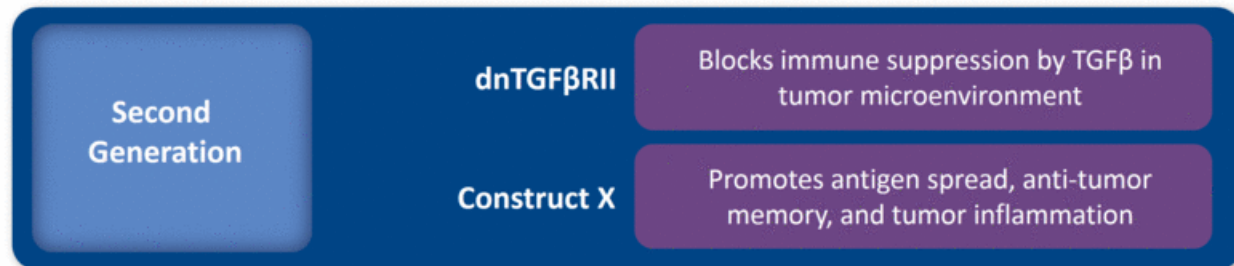 Second
Generation
dnTGFβRII
Blocks immune suppression by TGFβ in
tumor microenvironment
Construct X
Promotes antigen spread, anti-tumor
memory, and tumor inflammation